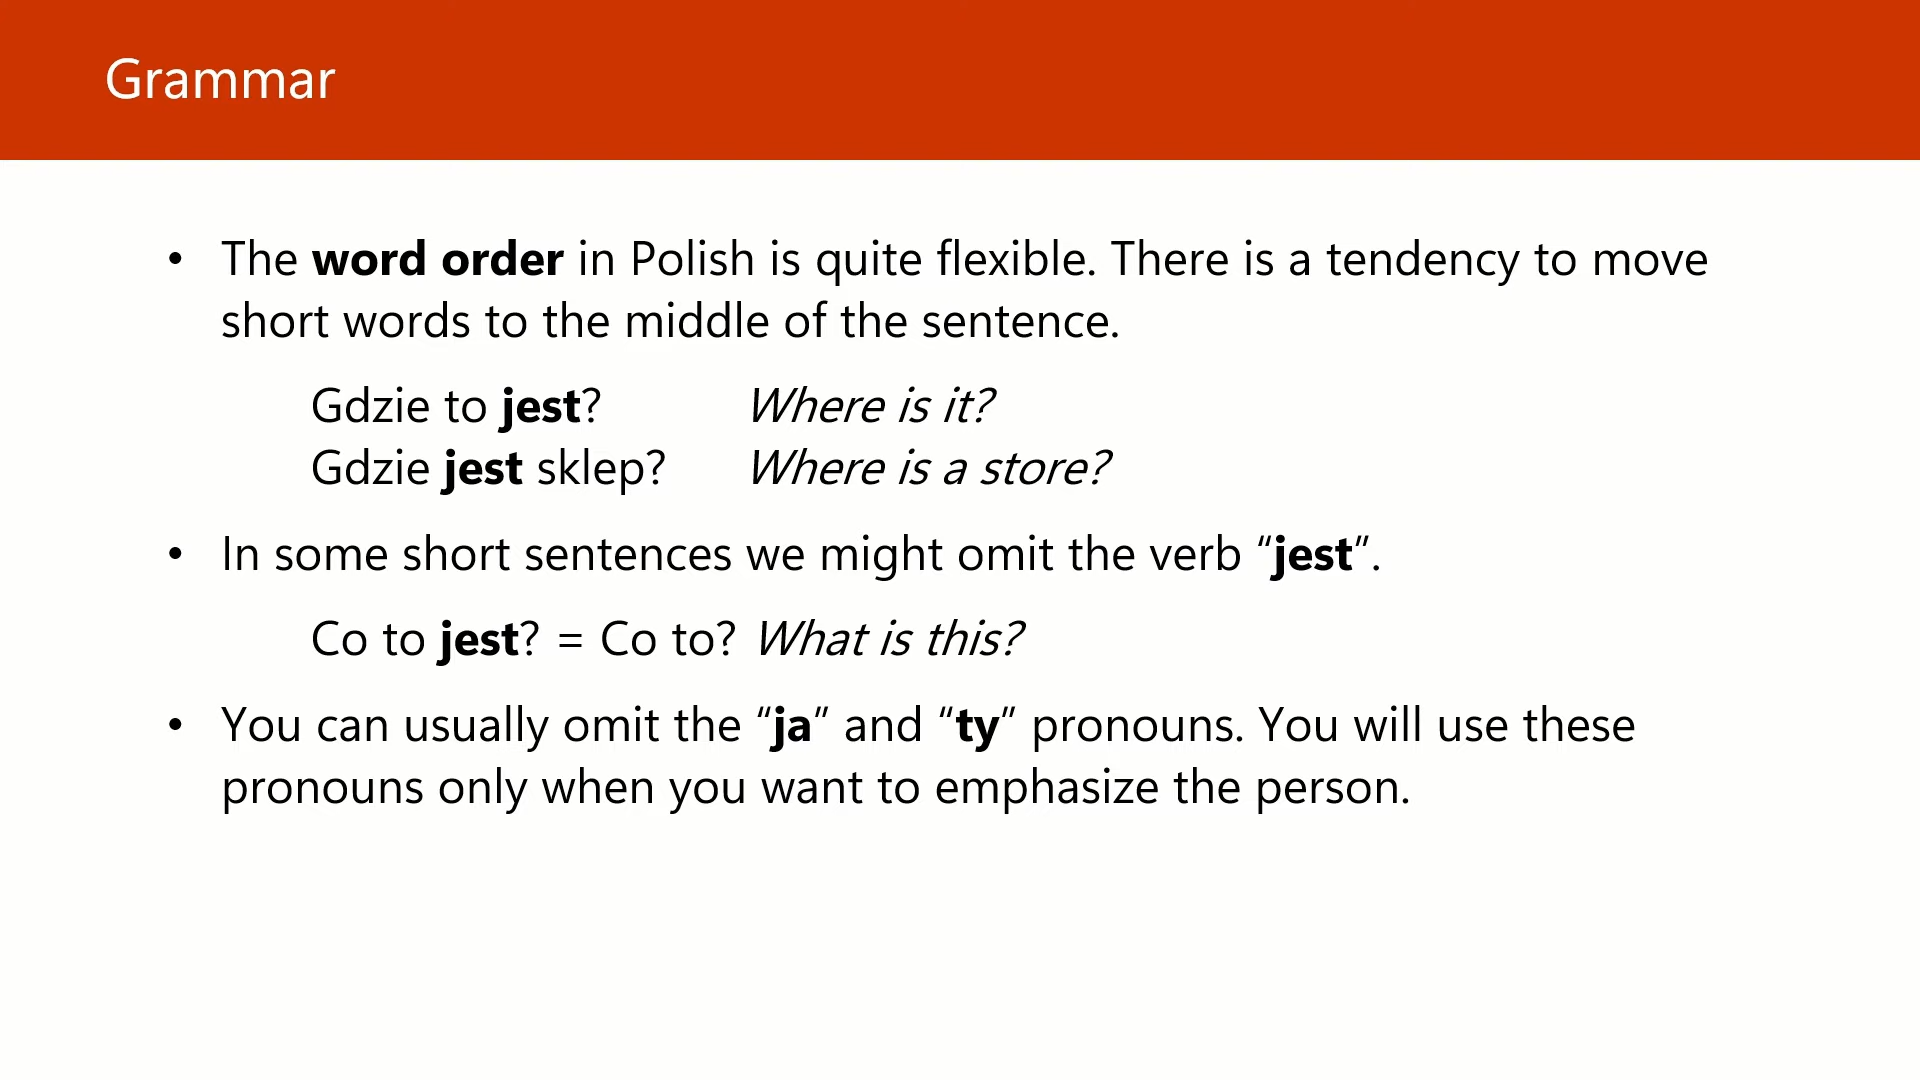 Grammar
• The word order in Polish is quite flexible. There is a tendency to move
short words to the middle of the sentence.
Gdzie to jest? Where is it?
Gdzie jest sklep? Where is a store?
• In some short sentences we might omit the verb “jest”.
Co to jest? = Co to? What is this?
• You can usually omit the “ja” and “ty” pronouns. You will use these
pronouns only when you want to emphasize the person.